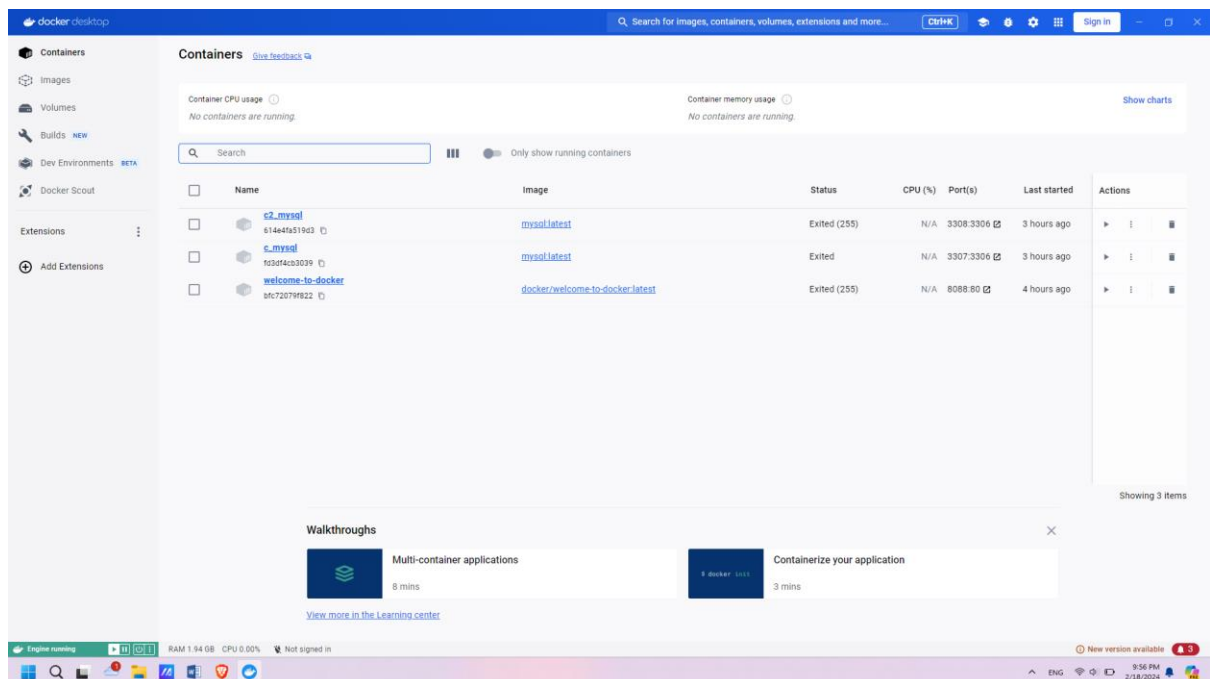 docker desktop
Search for images, containers, volumes, extensions and more...
Ctrl+K
Sign in
Containers
Images
Volumes
Builds NEW
Dev Environments BETA
Docker Scout
Extensions
Add Extensions
Containers Give feedback
Container CPU usage
No containers are running.
Container memory usage
No containers are running.
Show charts
Search
Only show running containers
Name Image Status CPU (%) Port(s) Last started Actions
c2_mysql mysql:latest Exited (255) N/A 3308:3306 3 hours ago
614e4fa519d3
c_mysql mysql:latest Exited N/A 3307:3306 3 hours ago
fd3df4cb3039
welcome-to-docker docker/welcome-to-docker:latest Exited (255) N/A 8088:80 4 hours ago
bfc72079f822
Showing 3 items
Walkthroughs
Multi-container applications
8 mins
$ docker init
Containerize your application
3 mins
View more in the Learning center
Engine running
RAM 1.94 GB CPU 0.00% Not signed in
New version available 3
ENG
9:56 PM
2/18/2024